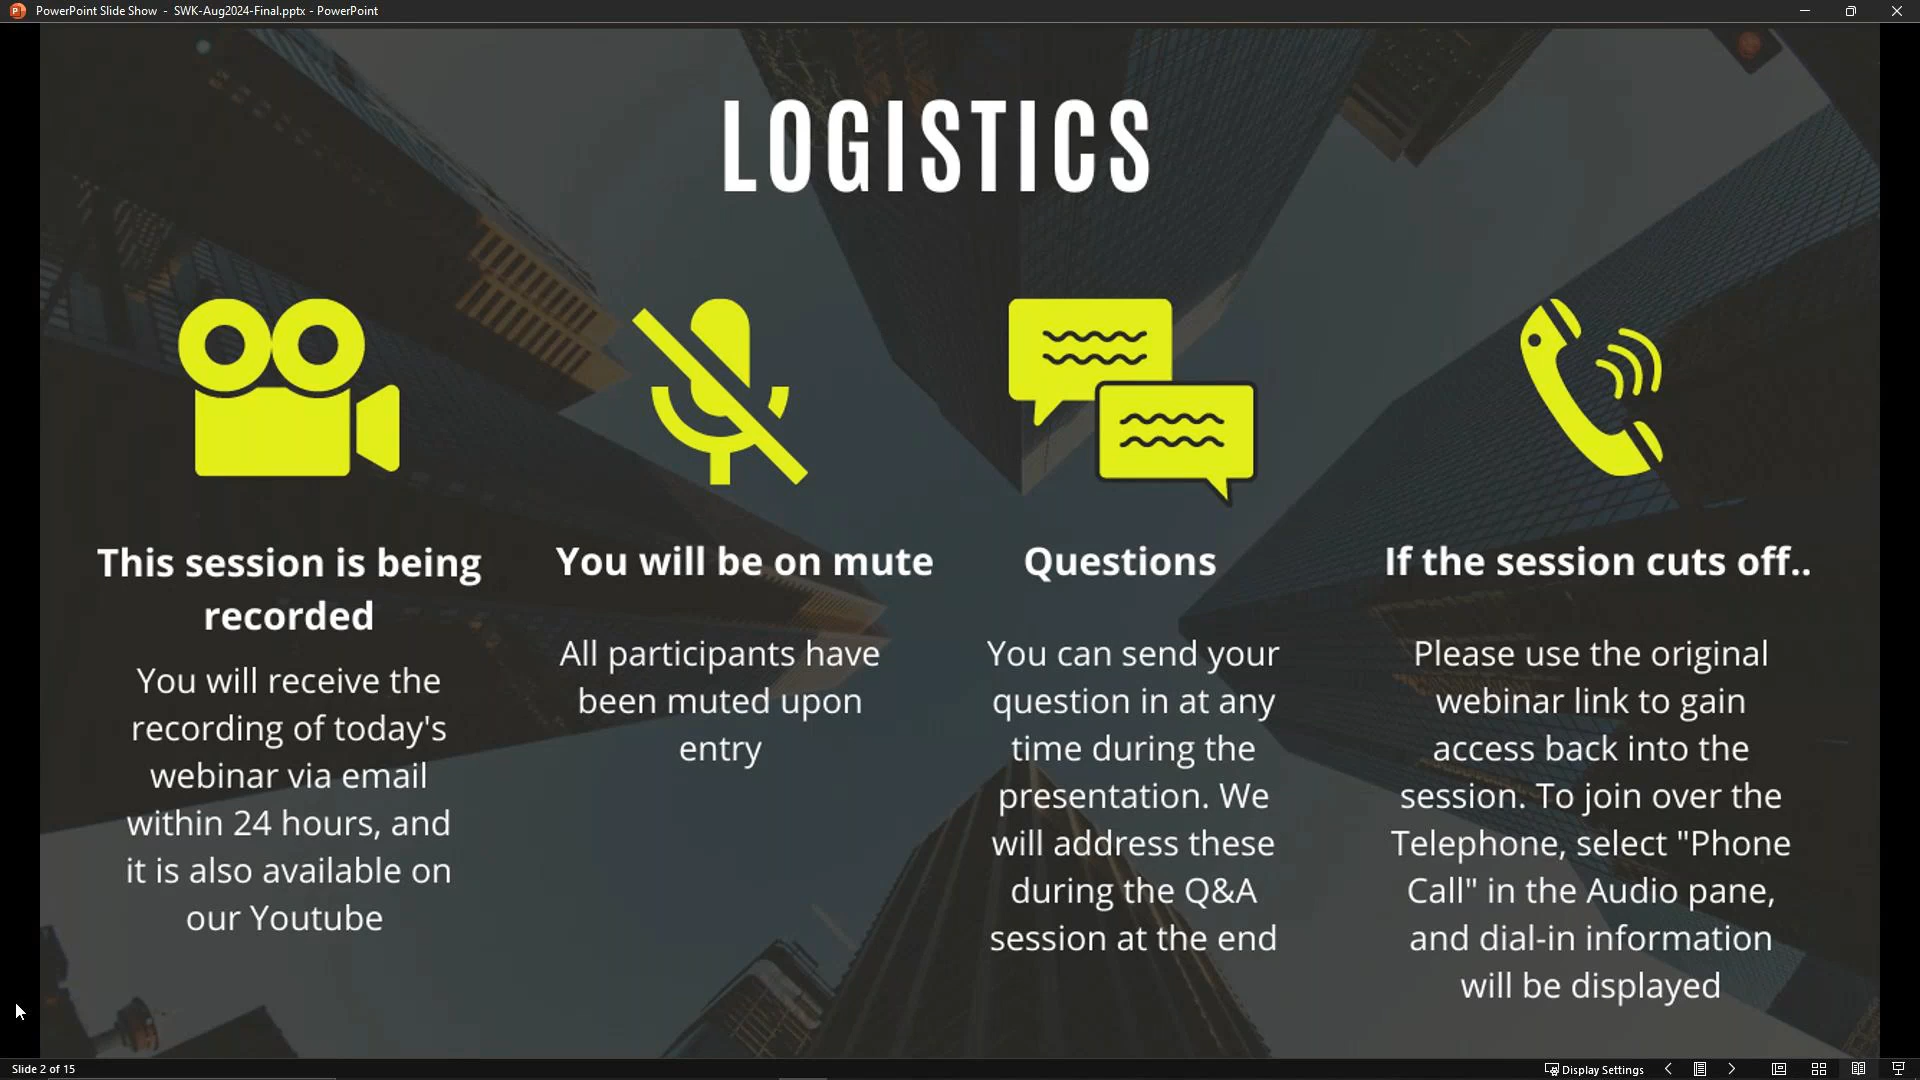 PowerPoint Slide Show - SWK-Aug2024-Final.pptx - PowerPoint
LOGISTICS
This session is being
recorded
You will receive the
recording of today's
webinar via email
within 24 hours, and
it is also available on
our Youtube
You will be on mute
All participants have
been muted upon
entry
Questions
You can send your
question in at any
time during the
presentation. We
will address these
during the Q&A
session at the end
If the session cuts off..
Please use the original
webinar link to gain
access back into the
session. To join over the
Telephone, select "Phone
Call" in the Audio pane,
and dial-in information
will be displayed
Slide 2 of 15
Display Settings